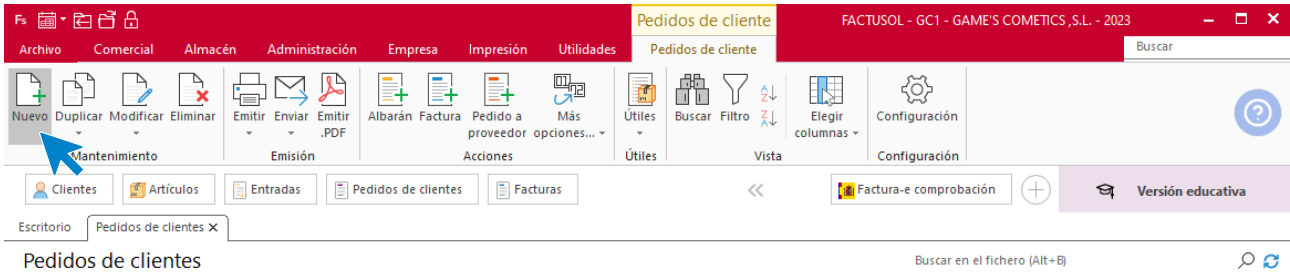 Fs Pedidos de cliente FACTUSOL - GC1 - GAME'S COMETICS ,S.L. - 2023
Archivo Comercial Almacén Administración Empresa Impresión Utilidades Pedidos de cliente Buscar
Nuevo Duplicar Modificar Eliminar Emitir Enviar Emitir .PDF Albarán Factura Pedido a proveedor Más opciones... Útiles Buscar Filtro Elegir columnas Configuración
Mantenimiento Emisión Acciones Útiles Vista Configuración
Clientes Artículos Entradas Pedidos de clientes Facturas Factura-e comprobación Versión educativa
Escritorio Pedidos de clientes
Pedidos de clientes Buscar en el fichero (Alt+B)